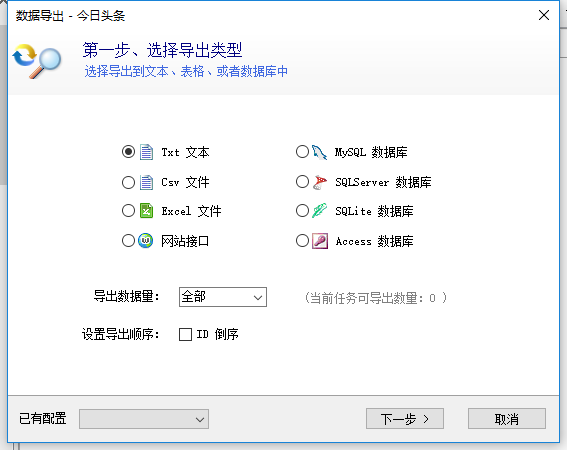 数据导出 - 今日头条
第一步、选择导出类型
选择导出到文本、表格、或者数据库中
Txt 文本
MySQL 数据库
Csv 文件
SQLServer 数据库
Excel 文件
SQLite 数据库
网站接口
Access 数据库
导出数据量: 全部 (当前任务可导出数量: 0 )
设置导出顺序: ID 倒序
已有配置 下一步 > 取消